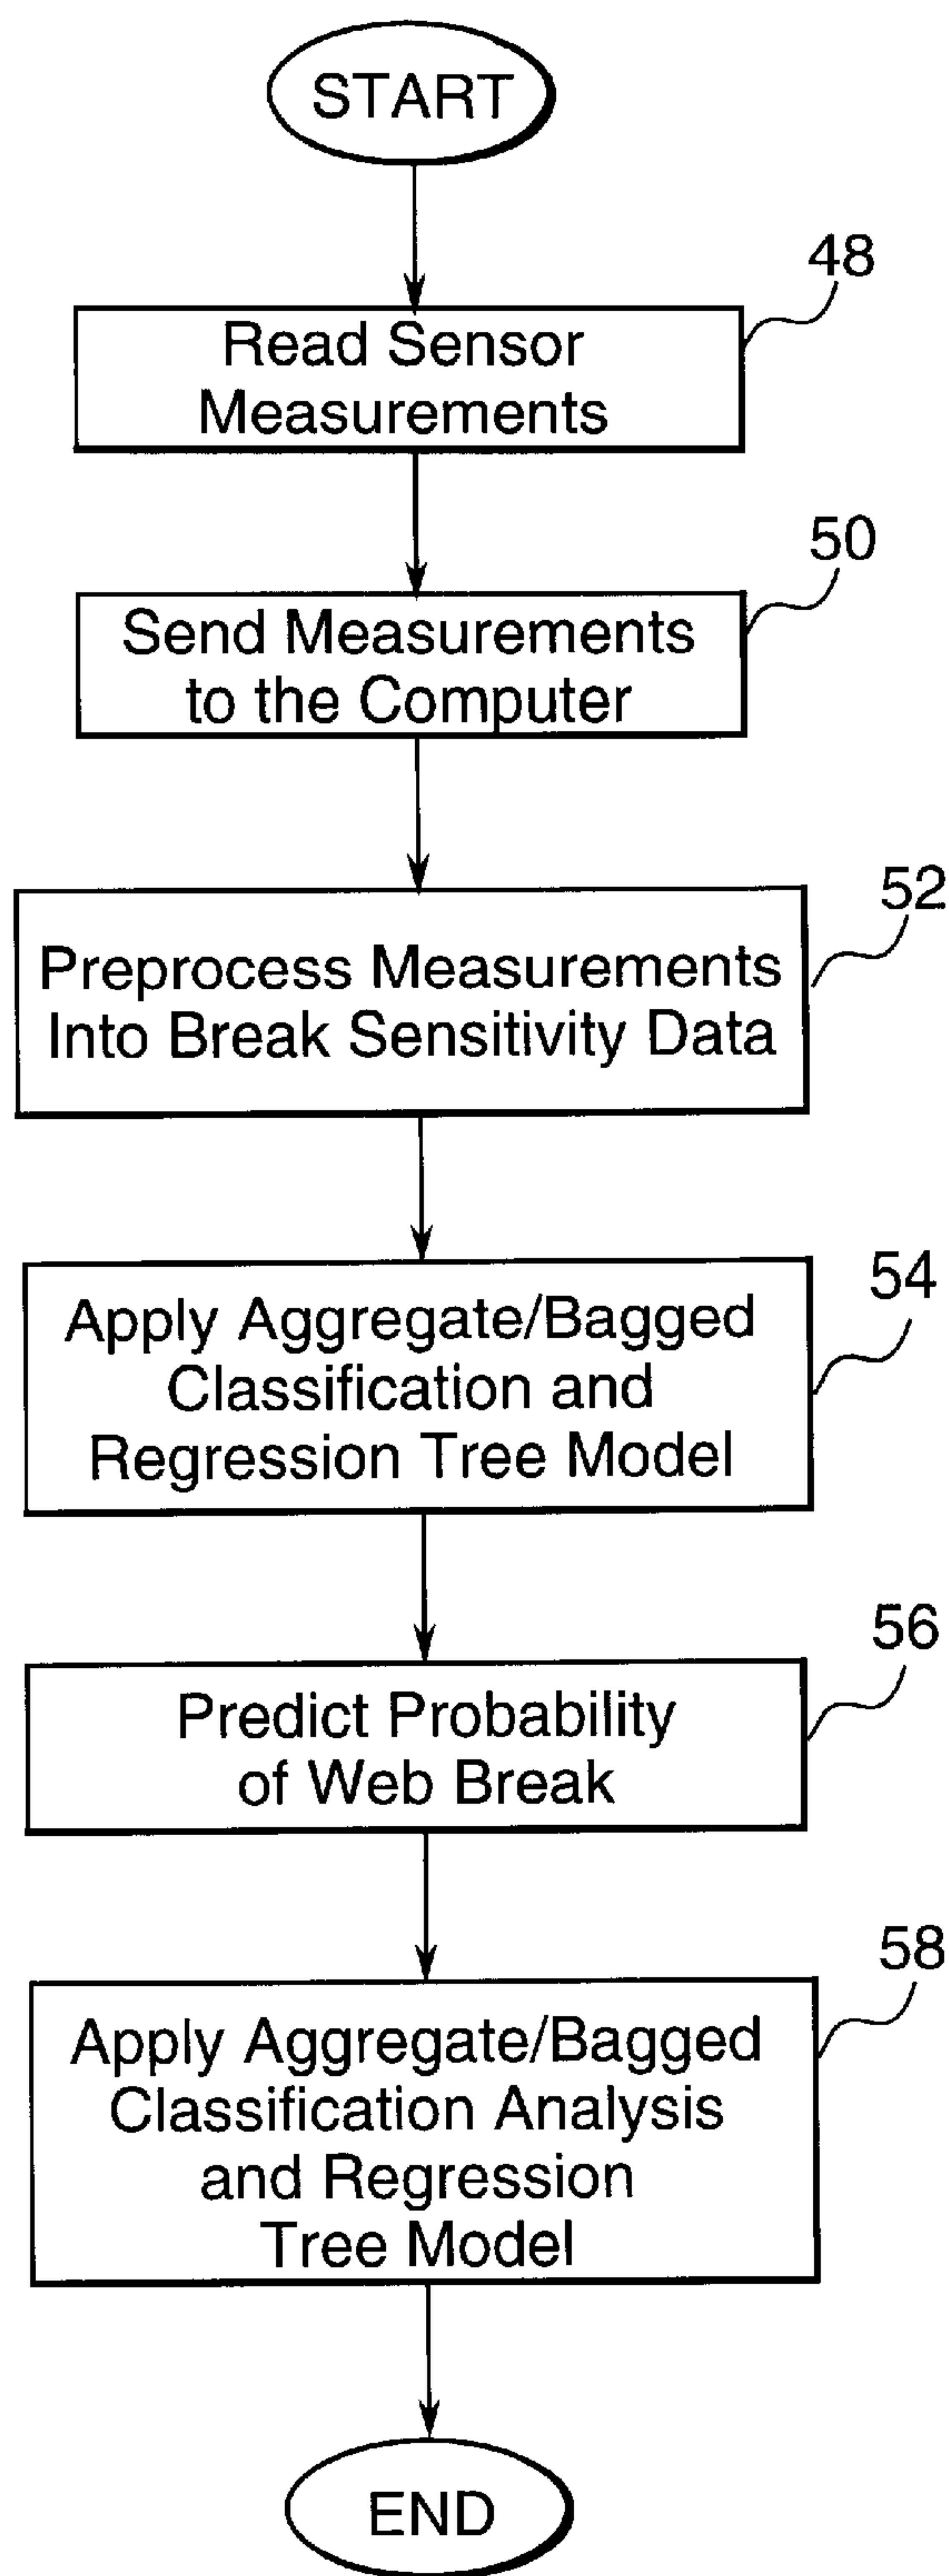 START
48
Read Sensor
Measurements
50
Send Measurements
to the Computer
52
Preprocess Measurements
Into Break Sensitivity Data
54
Apply Aggregate/Bagged
Classification and
Regression Tree Model
56
Predict Probability
of Web Break
58
Apply Aggregate/Bagged
Classification Analysis
and Regression
Tree Model
END